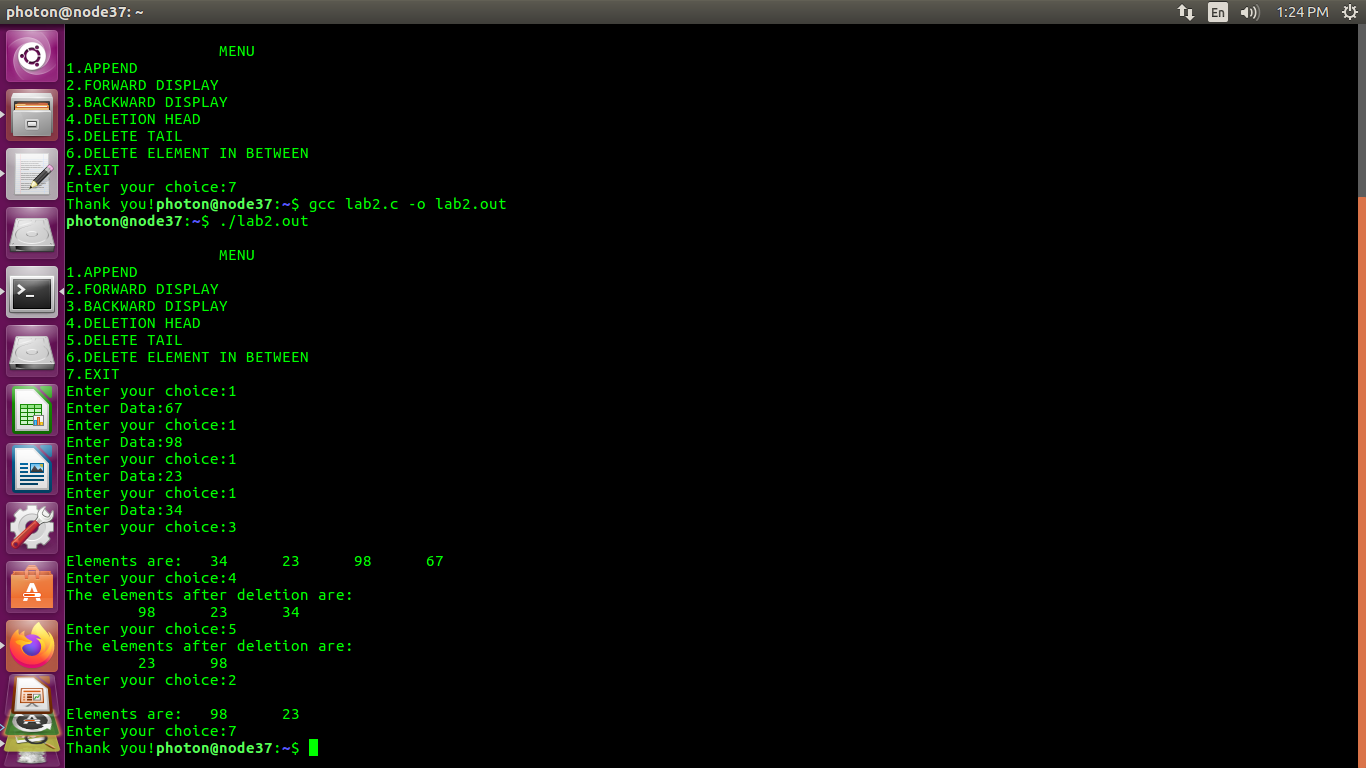 photon@node37: ~
En
1:24 PM
MENU
1.APPEND
2.FORWARD DISPLAY
3.BACKWARD DISPLAY
4.DELETION HEAD
5.DELETE TAIL
6.DELETE ELEMENT IN BETWEEN
7.EXIT
Enter your choice:7
Thank you!photon@node37:~$ gcc lab2.c -o lab2.out
photon@node37:~$ ./lab2.out
MENU
1.APPEND
2.FORWARD DISPLAY
3.BACKWARD DISPLAY
4.DELETION HEAD
5.DELETE TAIL
6.DELETE ELEMENT IN BETWEEN
7.EXIT
Enter your choice:1
Enter Data:67
Enter your choice:1
Enter Data:98
Enter your choice:1
Enter Data:23
Enter your choice:1
Enter Data:34
Enter your choice:3
Elements are: 34 23 98 67
Enter your choice:4
The elements after deletion are:
98 23 34
Enter your choice:5
The elements after deletion are:
23 98
Enter your choice:2
Elements are: 98 23
Enter your choice:7
Thank you!photon@node37:~$